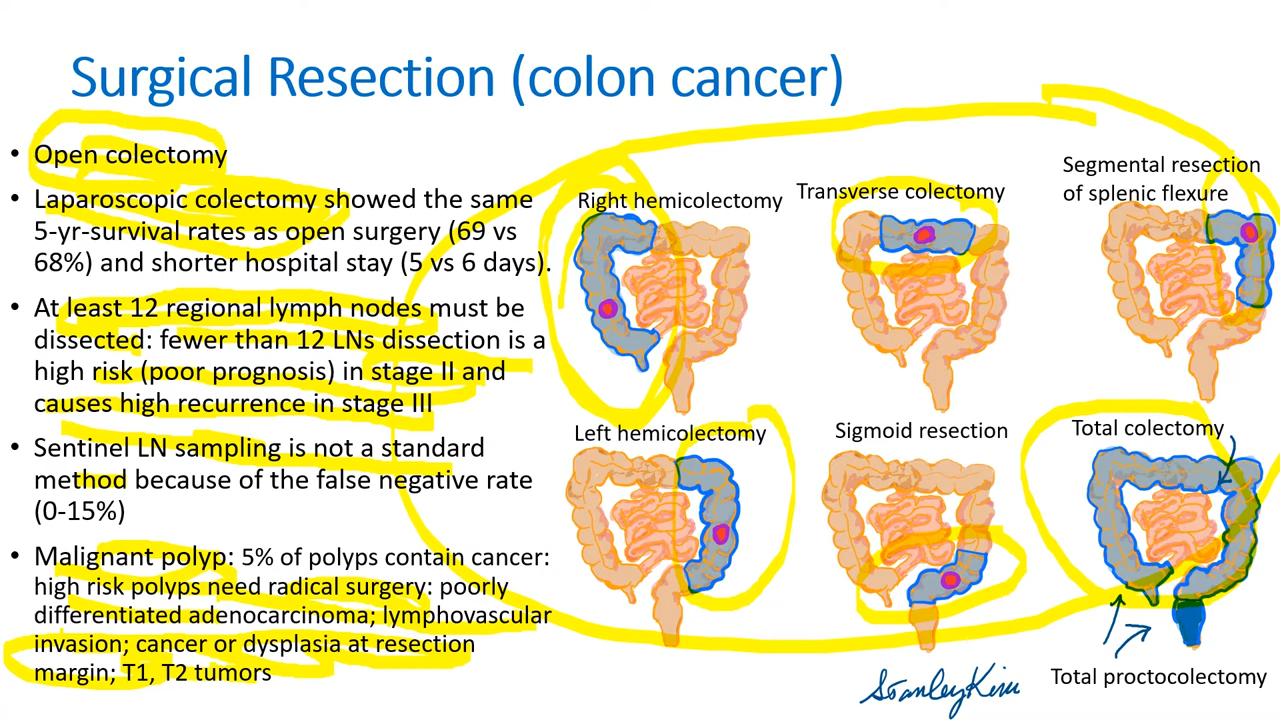 Surgical Resection (colon cancer)
• Open colectomy
• Laparoscopic colectomy showed the same
5-yr-survival rates as open surgery (69 vs
68%) and shorter hospital stay (5 vs 6 days).
• At least 12 regional lymph nodes must be
dissected: fewer than 12 LNs dissection is a
high risk (poor prognosis) in stage II and
causes high recurrence in stage III
• Sentinel LN sampling is not a standard
method because of the false negative rate
(0-15%)
• Malignant polyp: 5% of polyps contain cancer:
high risk polyps need radical surgery: poorly
differentiated adenocarcinoma; lymphovascular
invasion; cancer or dysplasia at resection
margin; T1, T2 tumors
Right hemicolectomy
Transverse colectomy
Segmental resection
of splenic flexure
Left hemicolectomy
Sigmoid resection
Total colectomy
Total proctocolectomy
Stanley Kim